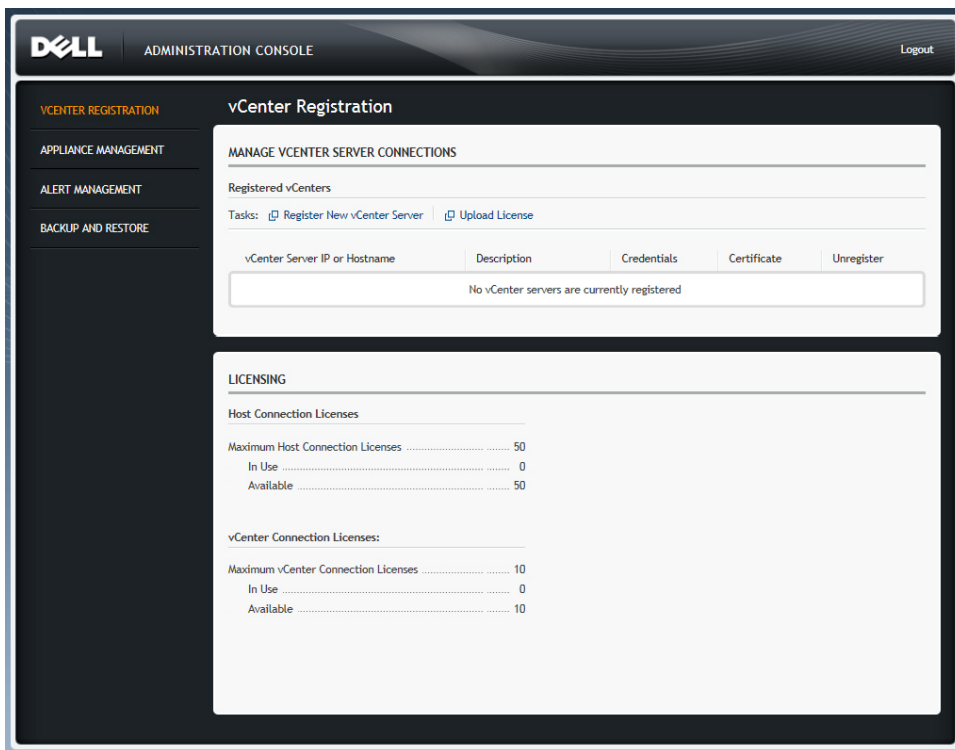 DELL ADMINISTRATION CONSOLE Logout
VCENTER REGISTRATION
APPLIANCE MANAGEMENT
ALERT MANAGEMENT
BACKUP AND RESTORE
vCenter Registration
MANAGE VCENTER SERVER CONNECTIONS
Registered vCenters
Tasks: Register New vCenter Server Upload License
vCenter Server IP or Hostname Description Credentials Certificate Unregister
No vCenter servers are currently registered
LICENSING
Host Connection Licenses
Maximum Host Connection Licenses ........................ ........ 50
In Use ................................................................ ........ 0
Available ............................................................ ........ 50
vCenter Connection Licenses:
Maximum vCenter Connection Licenses .................... ........ 10
In Use ................................................................ ........ 0
Available ............................................................ ........ 10